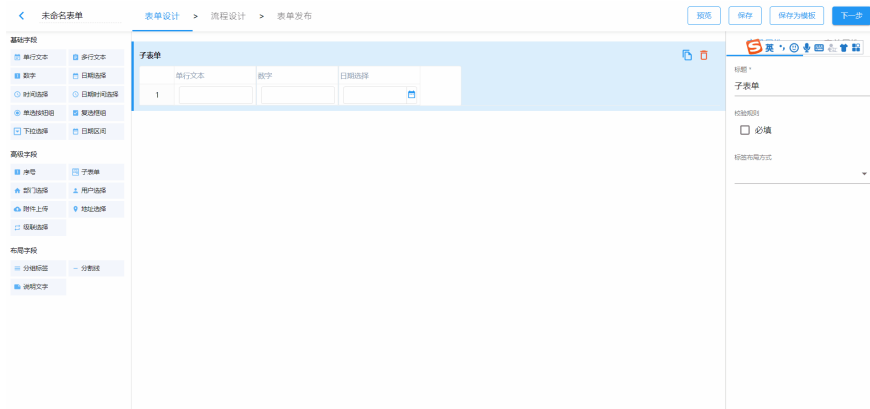 未命名表单
表单设计 > 流程设计 > 表单发布
预览 保存 保存为模板 下一步
基础字段
单行文本 多行文本
数字 日期选择
时间选择 日期时间选择
单选按钮组 复选框组
下拉选择 日期区间
高级字段
序号 子表单
部门选择 用户选择
附件上传 地址选择
级联选择
布局字段
分组标签 分割线
说明文字
子表单
单行文本 数字 日期选择
1
英
标题 *
子表单
校验规则
必填
标签布局方式